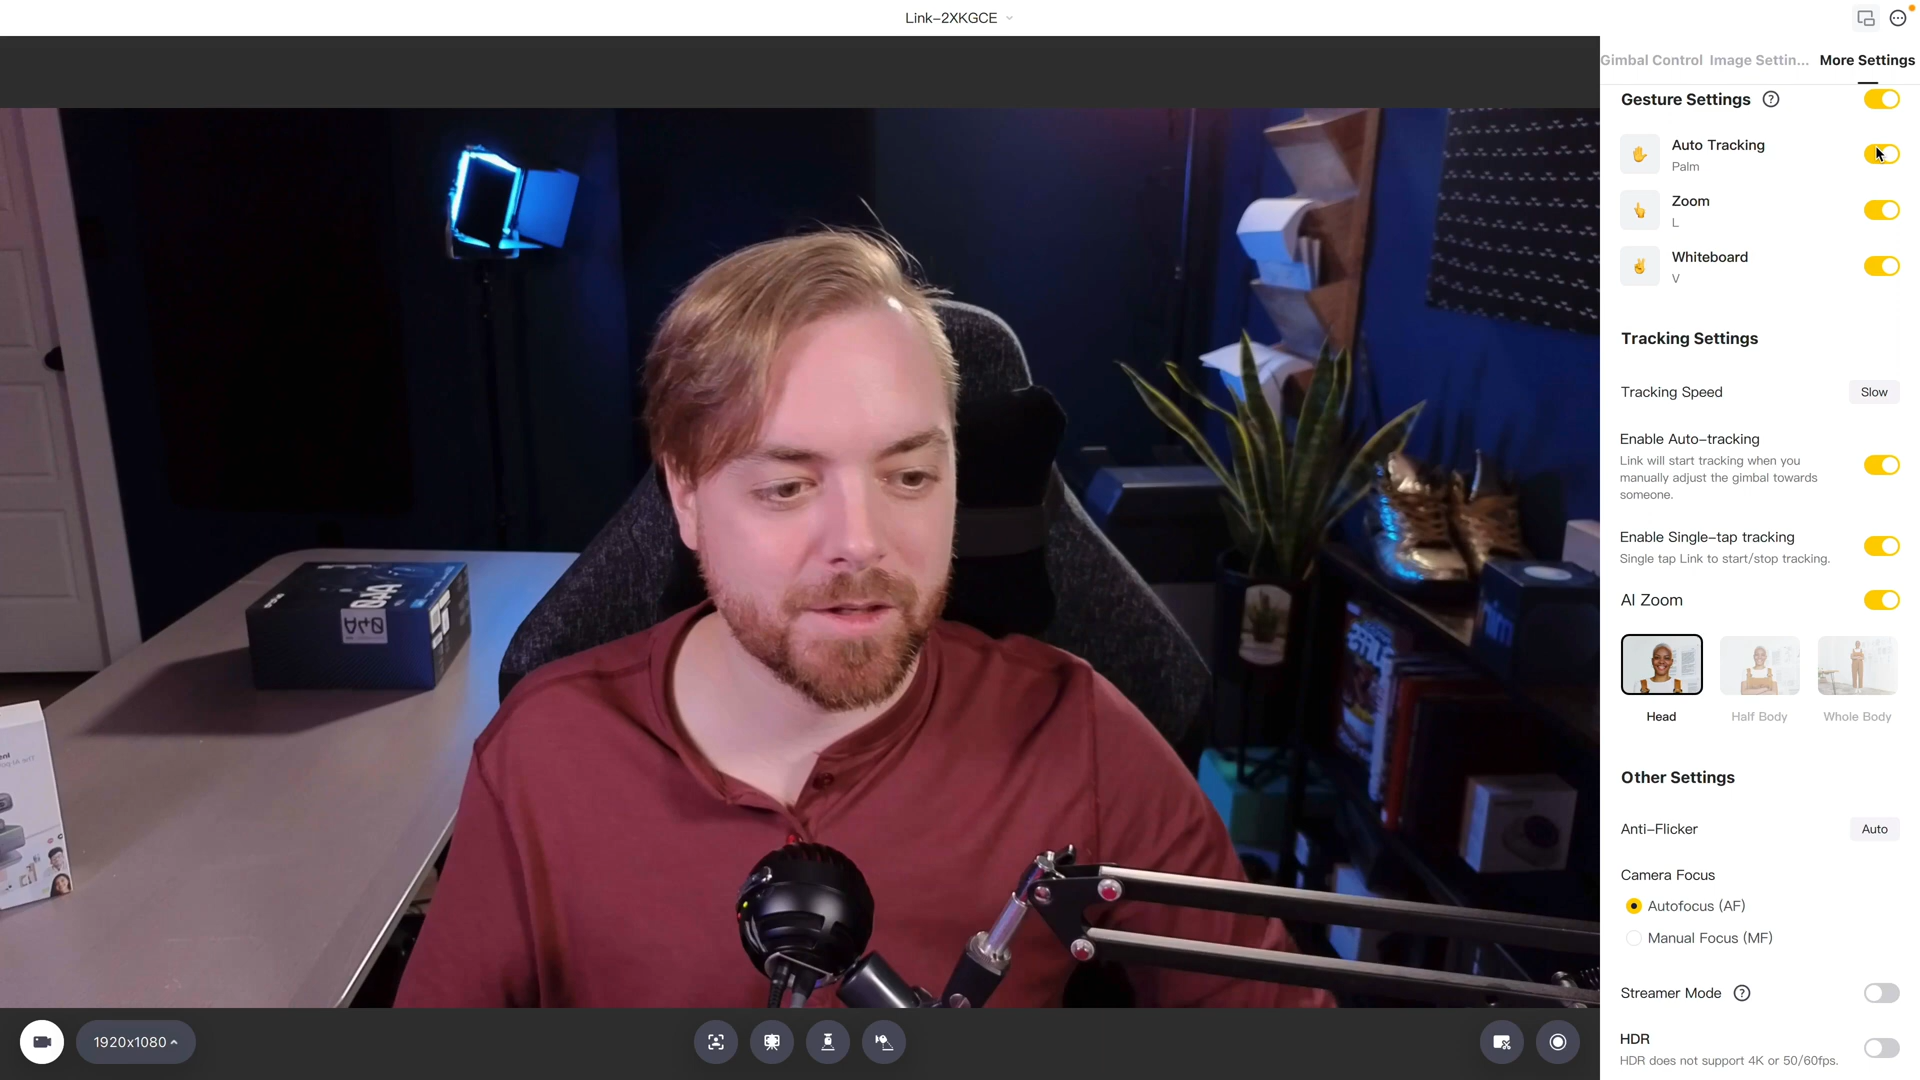 Link-2XKGCE
Gimbal Control Image Settin... More Settings
Gesture Settings ?
Auto Tracking
Palm
Zoom
L
Whiteboard
V
Tracking Settings
Tracking Speed Slow
Enable Auto-tracking
Link will start tracking when you
manually adjust the gimbal towards
someone.
Enable Single-tap tracking
Single tap Link to start/stop tracking.
AI Zoom
Head Half Body Whole Body
Other Settings
Anti-Flicker Auto
Camera Focus
Autofocus (AF)
Manual Focus (MF)
Streamer Mode ?
HDR
HDR does not support 4K or 50/60fps.
1920x1080